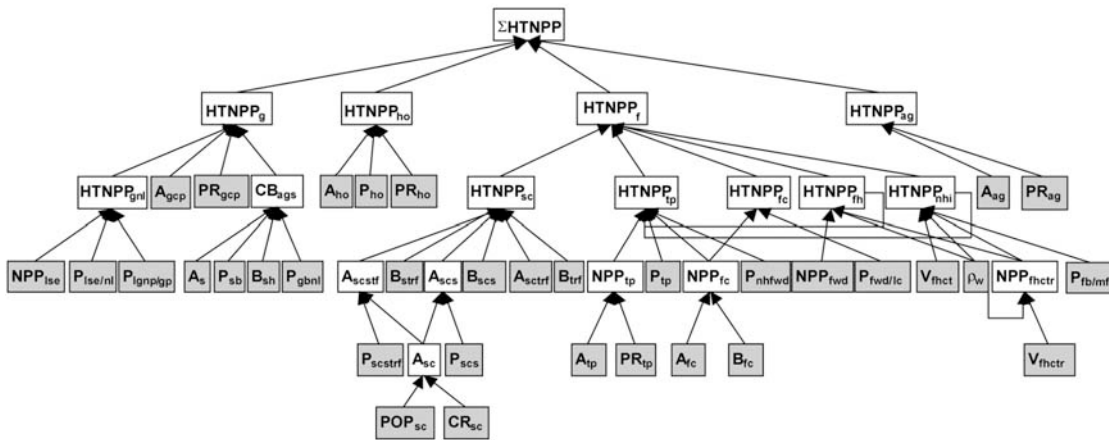 ΣHTNPP
HTNPPg HTNPPho HTNPPf HTNPPag
HTNPPgnl Agcp PRgcp CBags Aho Pho PRho HTNPPsc HTNPPtp HTNPPfc HTNPPfh HTNPPnhi Aag PRag
NPPlse Plse/nl Plgnp/gp As Psb Bsh Pgbnl Ascstf Bstrf Ascs Bscs Asctrf Btrf NPPtp Ptp NPPfc Pnhfwd NPPfwd Pfwd/lc Vfhct ρw NPPfhctr Pfb/mf
Pscstrf Asc Pscs Atp PRtp Afc Bfc Vfhctr
POPsc CRsc